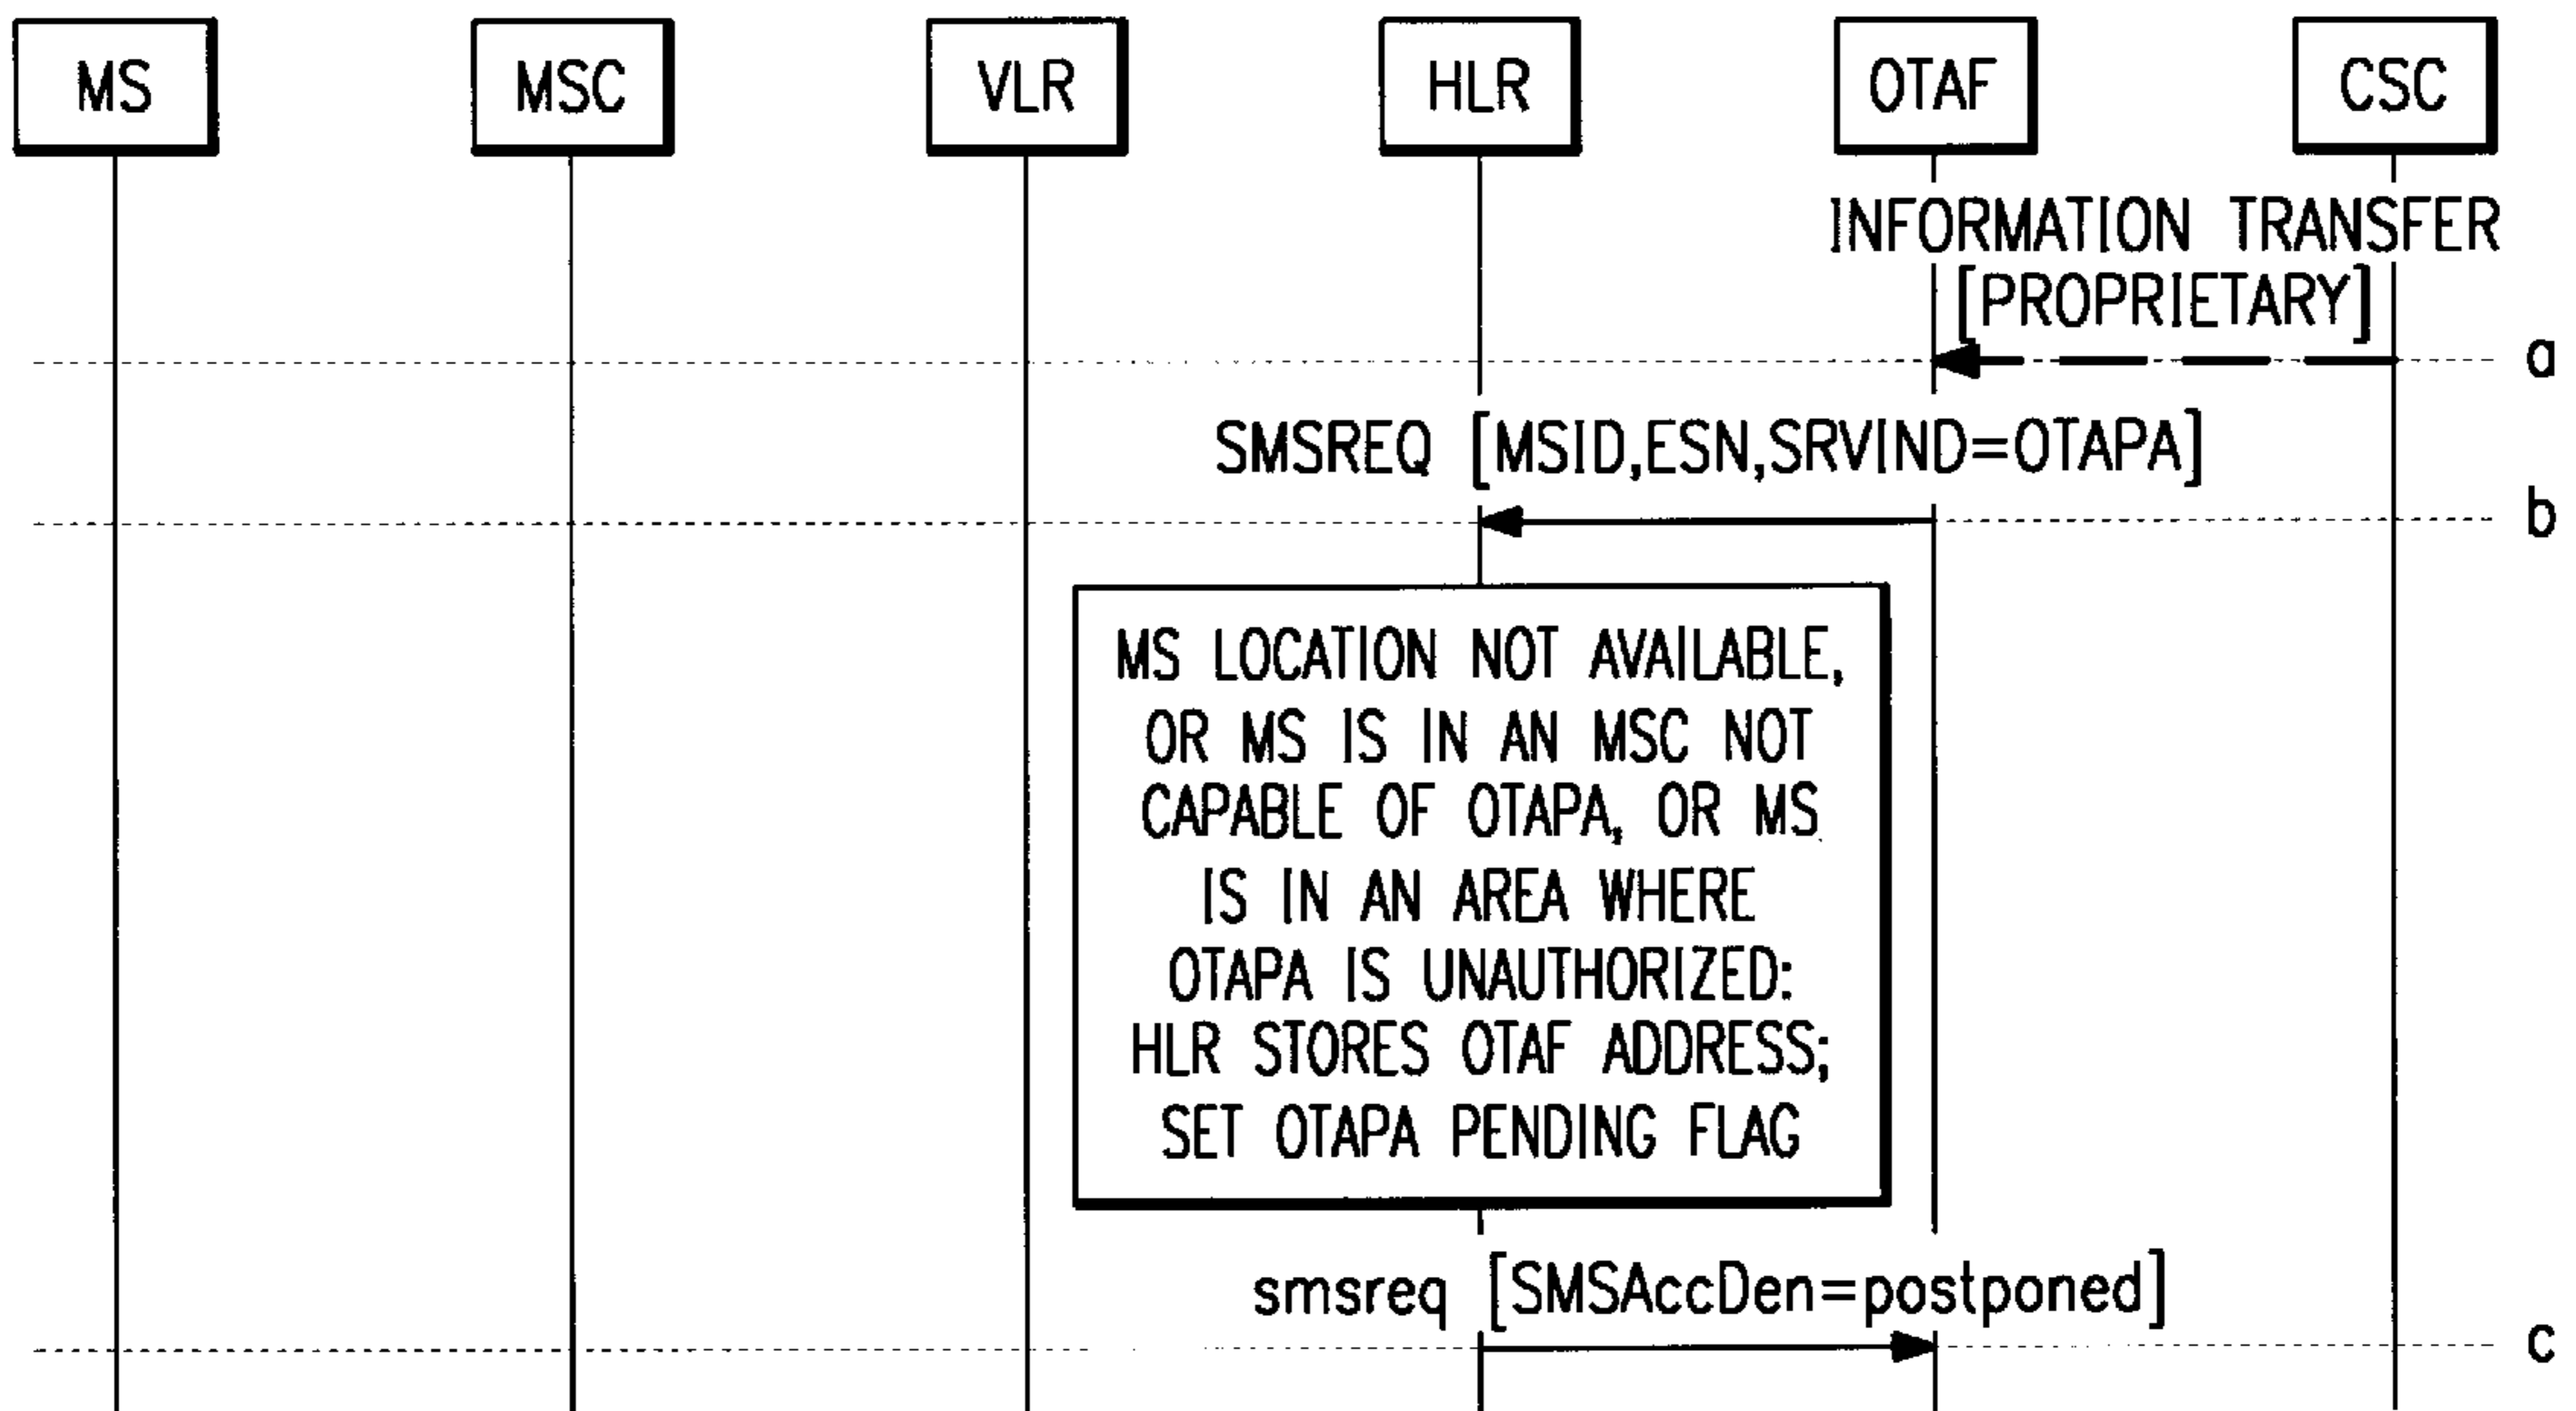 MS
MSC
VLR
HLR
OTAF
CSC
INFORMATION TRANSFER
[PROPRIETARY]
a
SMSREQ [MSID,ESN,SRVIND=OTAPA]
b
MS LOCATION NOT AVAILABLE,
OR MS IS IN AN MSC NOT
CAPABLE OF OTAPA, OR MS
IS IN AN AREA WHERE
OTAPA IS UNAUTHORIZED:
HLR STORES OTAF ADDRESS;
SET OTAPA PENDING FLAG
smsreq [SMSAccDen=postponed]
c